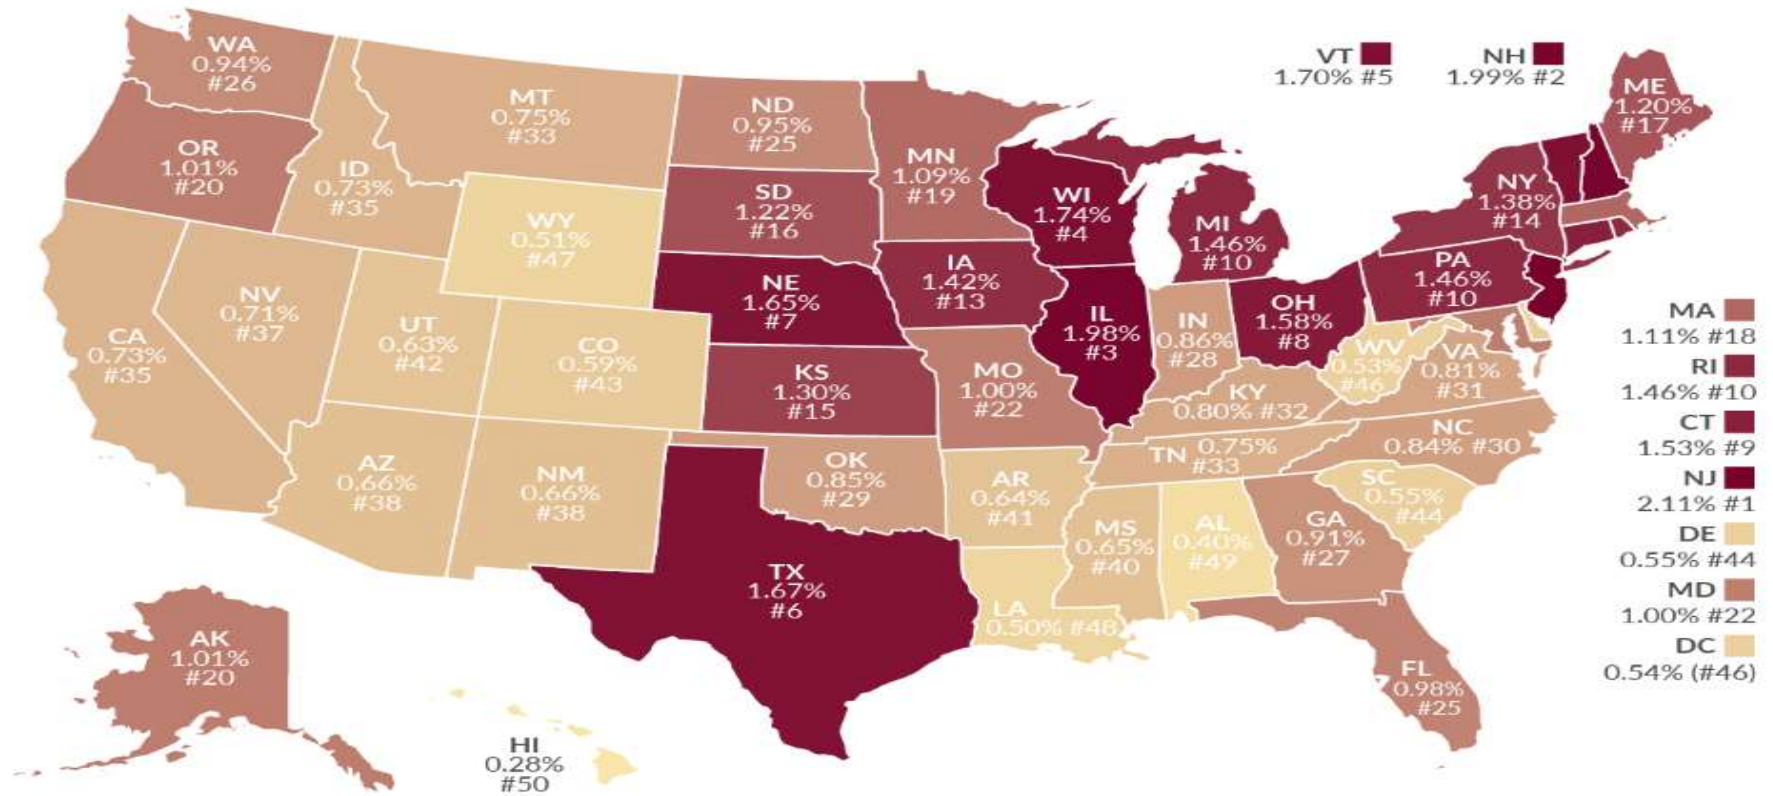 WA
0.94%
#26
OR
1.01%
#20
CA
0.73%
#35
NV
0.71%
#37
ID
0.73%
#35
MT
0.75%
#33
WY
0.51%
#47
UT
0.63%
#42
CO
0.59%
#43
AZ
0.66%
#38
NM
0.66%
#38
ND
0.95%
#25
SD
1.22%
#16
NE
1.65%
#7
KS
1.30%
#15
OK
0.85%
#29
TX
1.67%
#6
MN
1.09%
#19
IA
1.42%
#13
MO
1.00%
#22
AR
0.64%
#41
LA
0.50% #48
WI
1.74%
#4
IL
1.98%
#3
MI
1.46%
#10
IN
0.86%
#28
OH
1.58%
#8
KY
0.80% #32
TN 0.75%
#33
MS
0.65%
#40
AL
0.40%
#49
GA
0.91%
#27
FL
0.98%
#25
SC
0.55%
#44
NC
0.84% #30
VA
0.81%
#31
WV
0.53%
#46
PA
1.46%
#10
NY
1.38%
#14
ME
1.20%
#17
VT
1.70% #5
NH
1.99% #2
MA
1.11% #18
RI
1.46% #10
CT
1.53% #9
NJ
2.11% #1
DE
0.55% #44
MD
1.00% #22
DC
0.54% (#46)
AK
1.01%
#20
HI
0.28%
#50